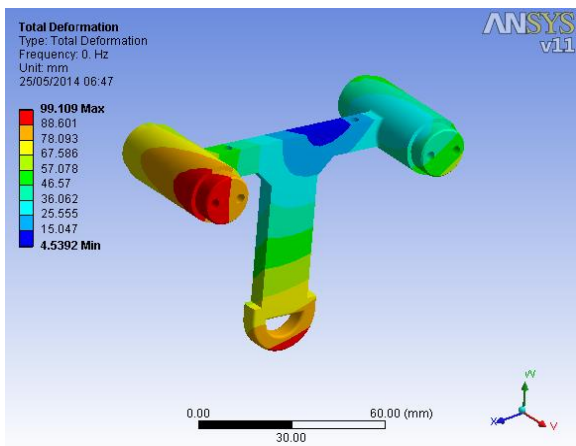 Total Deformation
Type: Total Deformation
Frequency: 0. Hz
Unit: mm
25/05/2014 06:47
ANSYS
v11
99.109 Max
88.601
78.093
67.586
57.078
46.57
36.062
25.555
15.047
4.5392 Min
0.00
60.00 (mm)
30.00
W
X
V